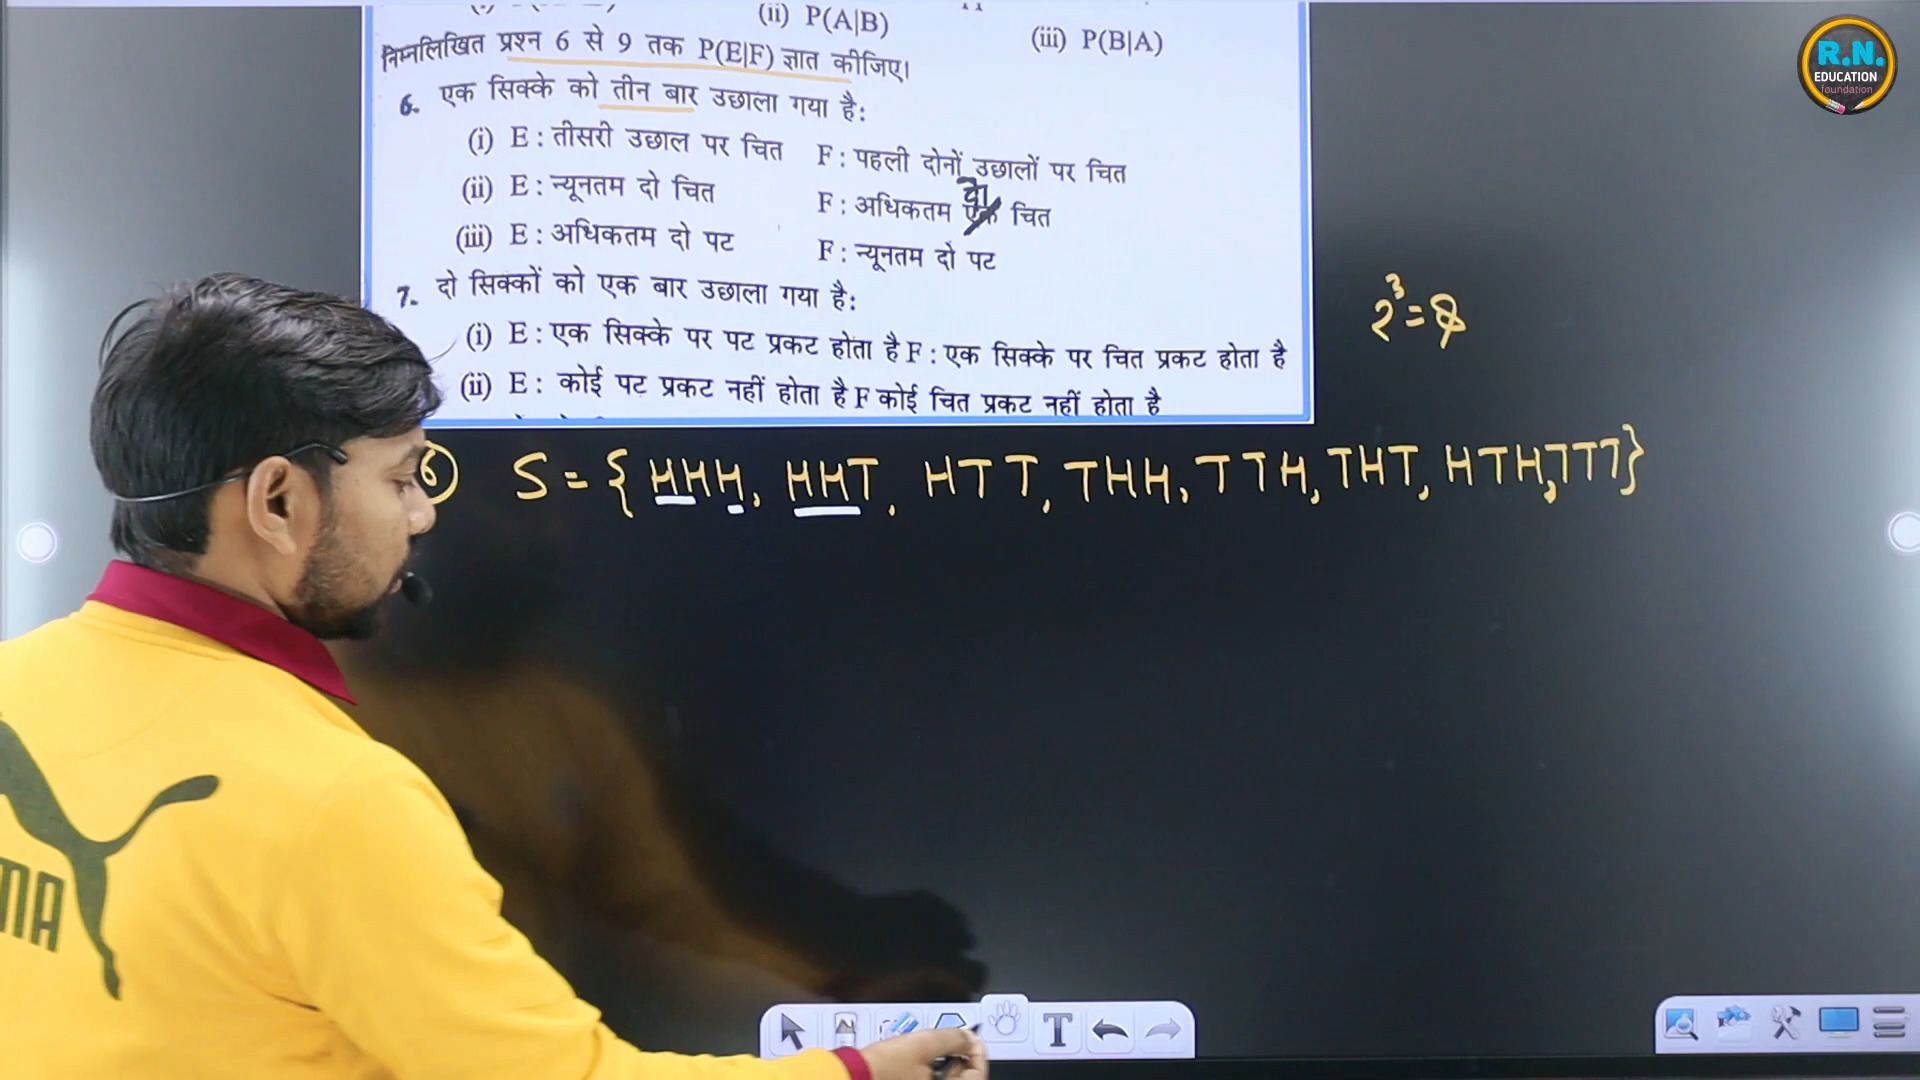 (ii) P(A|B)
(iii) P(B|A)
निम्नलिखित प्रश्न 6 से 9 तक P(E|F) ज्ञात कीजिए।
6. एक सिक्के को तीन बार उछाला गया है:
(i) E : तीसरी उछाल पर चित F : पहली दोनों उछालों पर चित
(ii) E : न्यूनतम दो चित F : अधिकतम एक दो चित
(iii) E : अधिकतम दो पट F : न्यूनतम दो पट
7. दो सिक्कों को एक बार उछाला गया है:
(i) E : एक सिक्के पर पट प्रकट होता है F : एक सिक्के पर चित प्रकट होता है
(ii) E : कोई पट प्रकट नहीं होता है F कोई चित प्रकट नहीं होता है
2³ = 8
6) S = { HHH, HHT, HTT, THH, TTH, THT, HTH, TTT}
R.N.
EDUCATION
foundation
MA
T